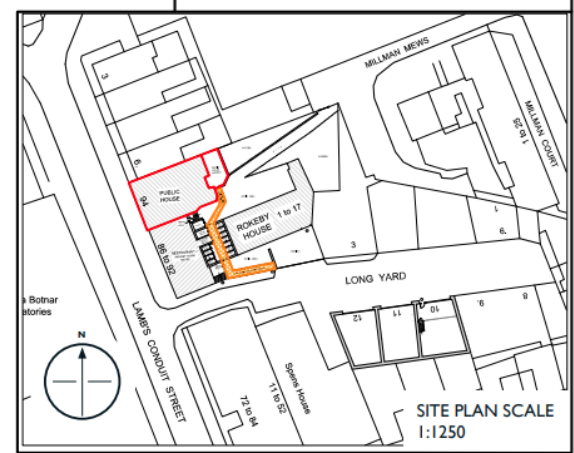 MILLMAN MEWS
MILLMAN COURT
1 to 25
3
6
94
PUBLIC
HOUSE
ROKEBY
HOUSE
1 to 17
86 to 92
1
9
3
LONG YARD
a Botnar
atories
LAMB'S CONDUIT STREET
12
11
10
9
8
N
Spens House
11 to 52
72 to 84
SITE PLAN SCALE
1:1250